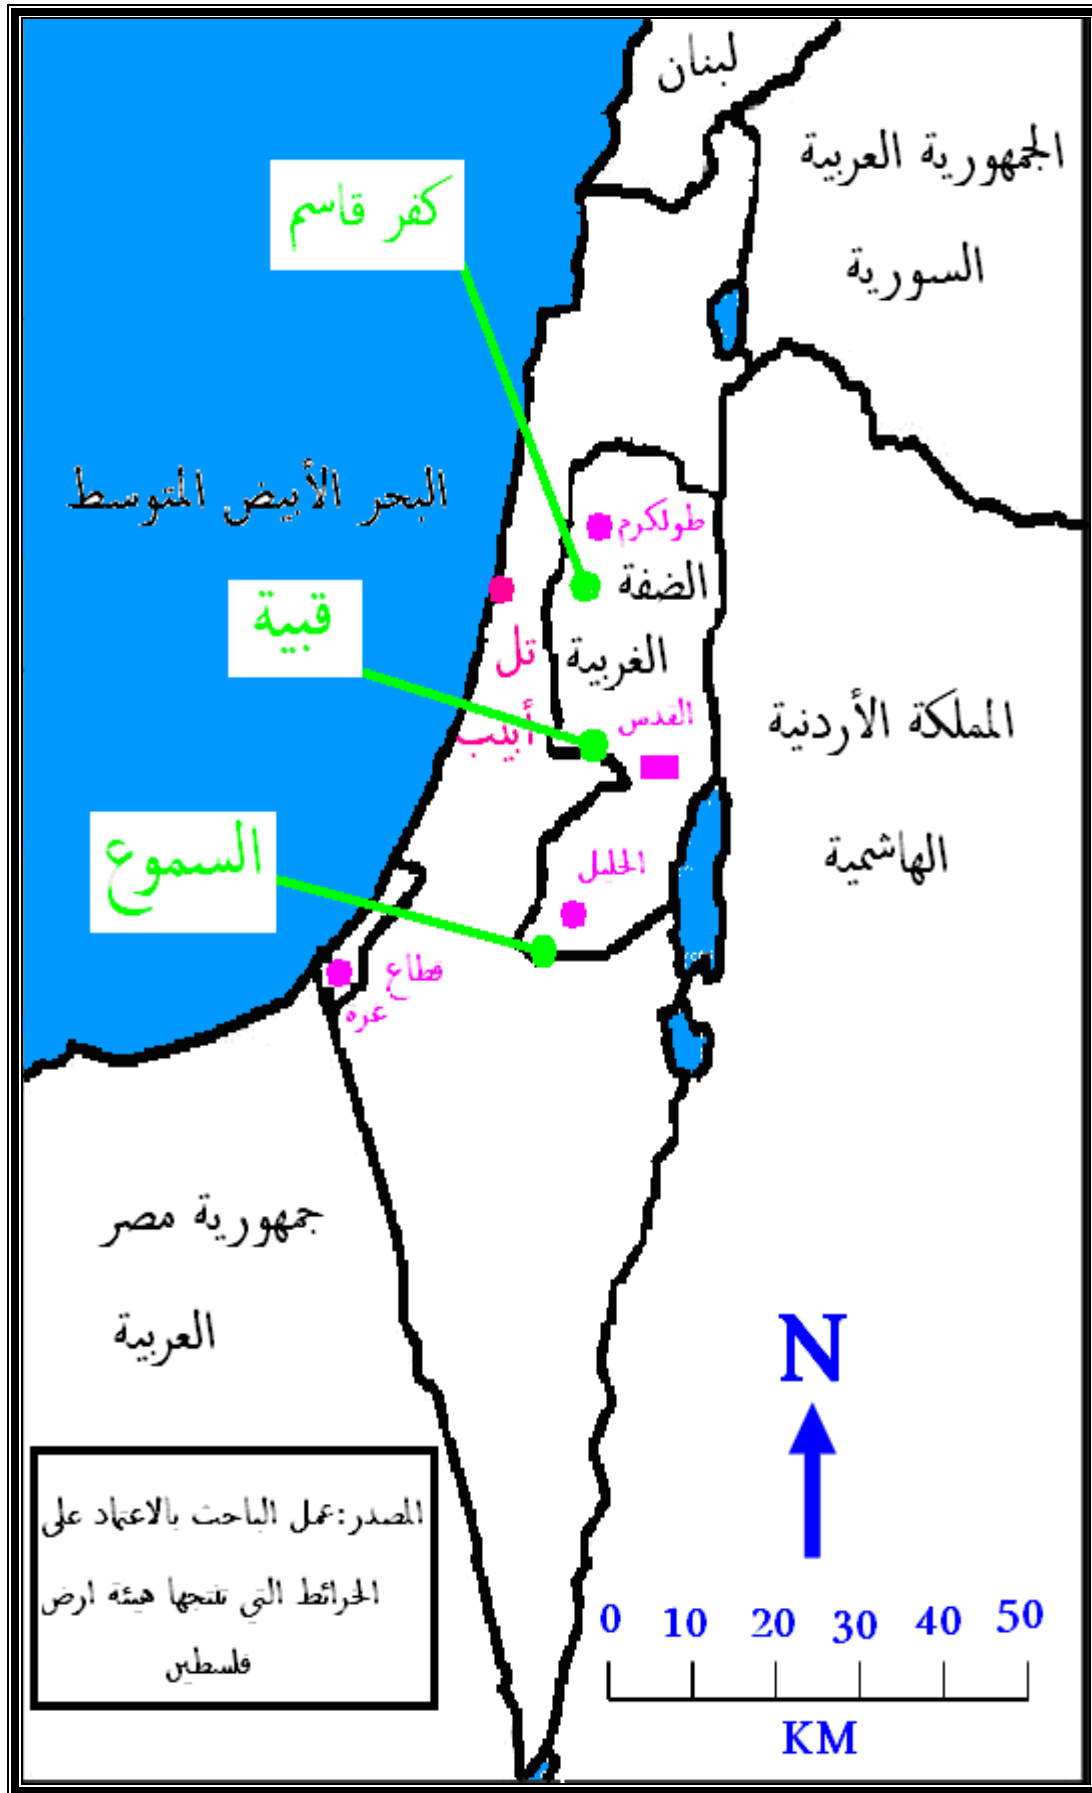 لبنان
الجمهورية العربية
السورية
كفر قاسم
البحر الأبيض المتوسط
طولكرم
الضفة
الغربية
قبية
تل
أبيب
القدس
المملكة الأردنية
الهاشمية
السموع
الخليل
قطاع
غزة
جمهورية مصر
العربية
N
المصدر:عمل الباحث بالاعتماد على
الخرائط التي تنتجها هيئة ارض
فلسطين
0 10 20 30 40 50
KM